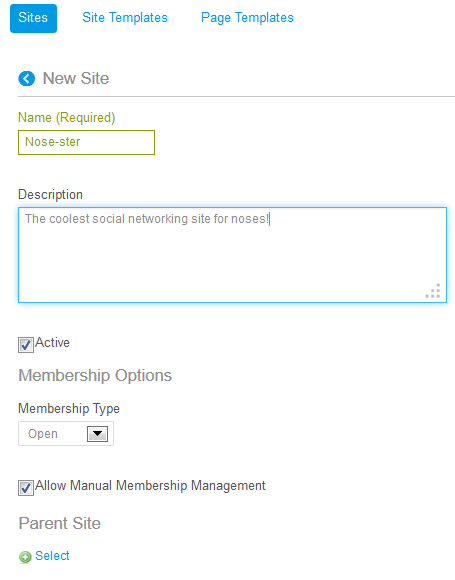 Sites Site Templates Page Templates
New Site
Name (Required)
Nose-ster
Description
The coolest social networking site for noses!
Active
Membership Options
Membership Type
Open
Allow Manual Membership Management
Parent Site
Select